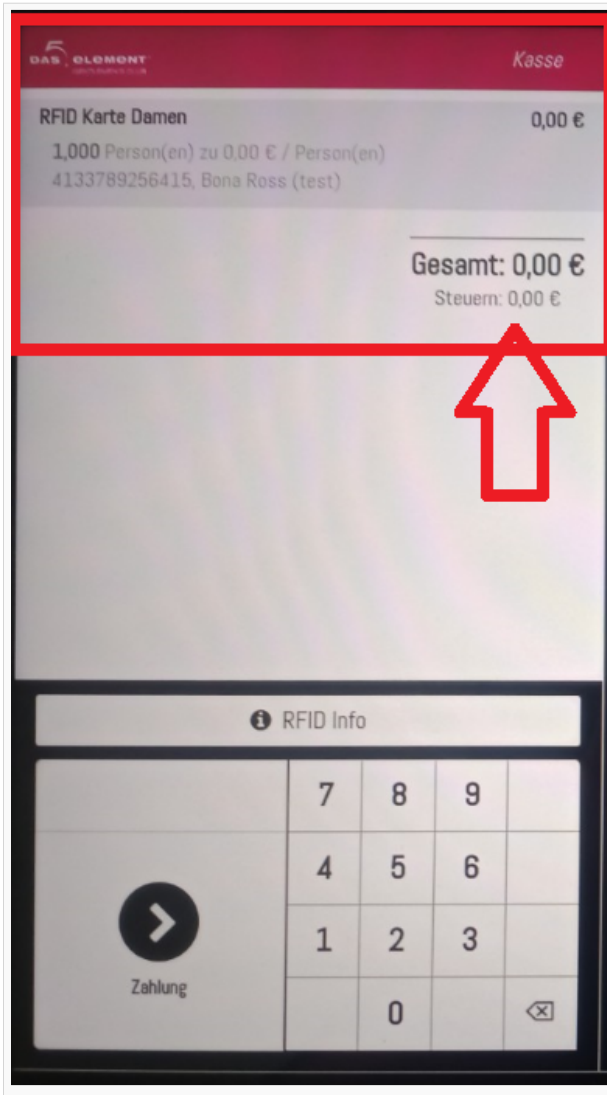 5
DAS ELEMENT
Kasse
RFID Karte Damen 0,00 €
1,000 Person(en) zu 0,00 € / Person(en)
4133789256415, Bona Ross (test)
Gesamt: 0,00 €
Steuern: 0,00 €
RFID Info
7 8 9
4 5 6
1 2 3
Zahlung
0